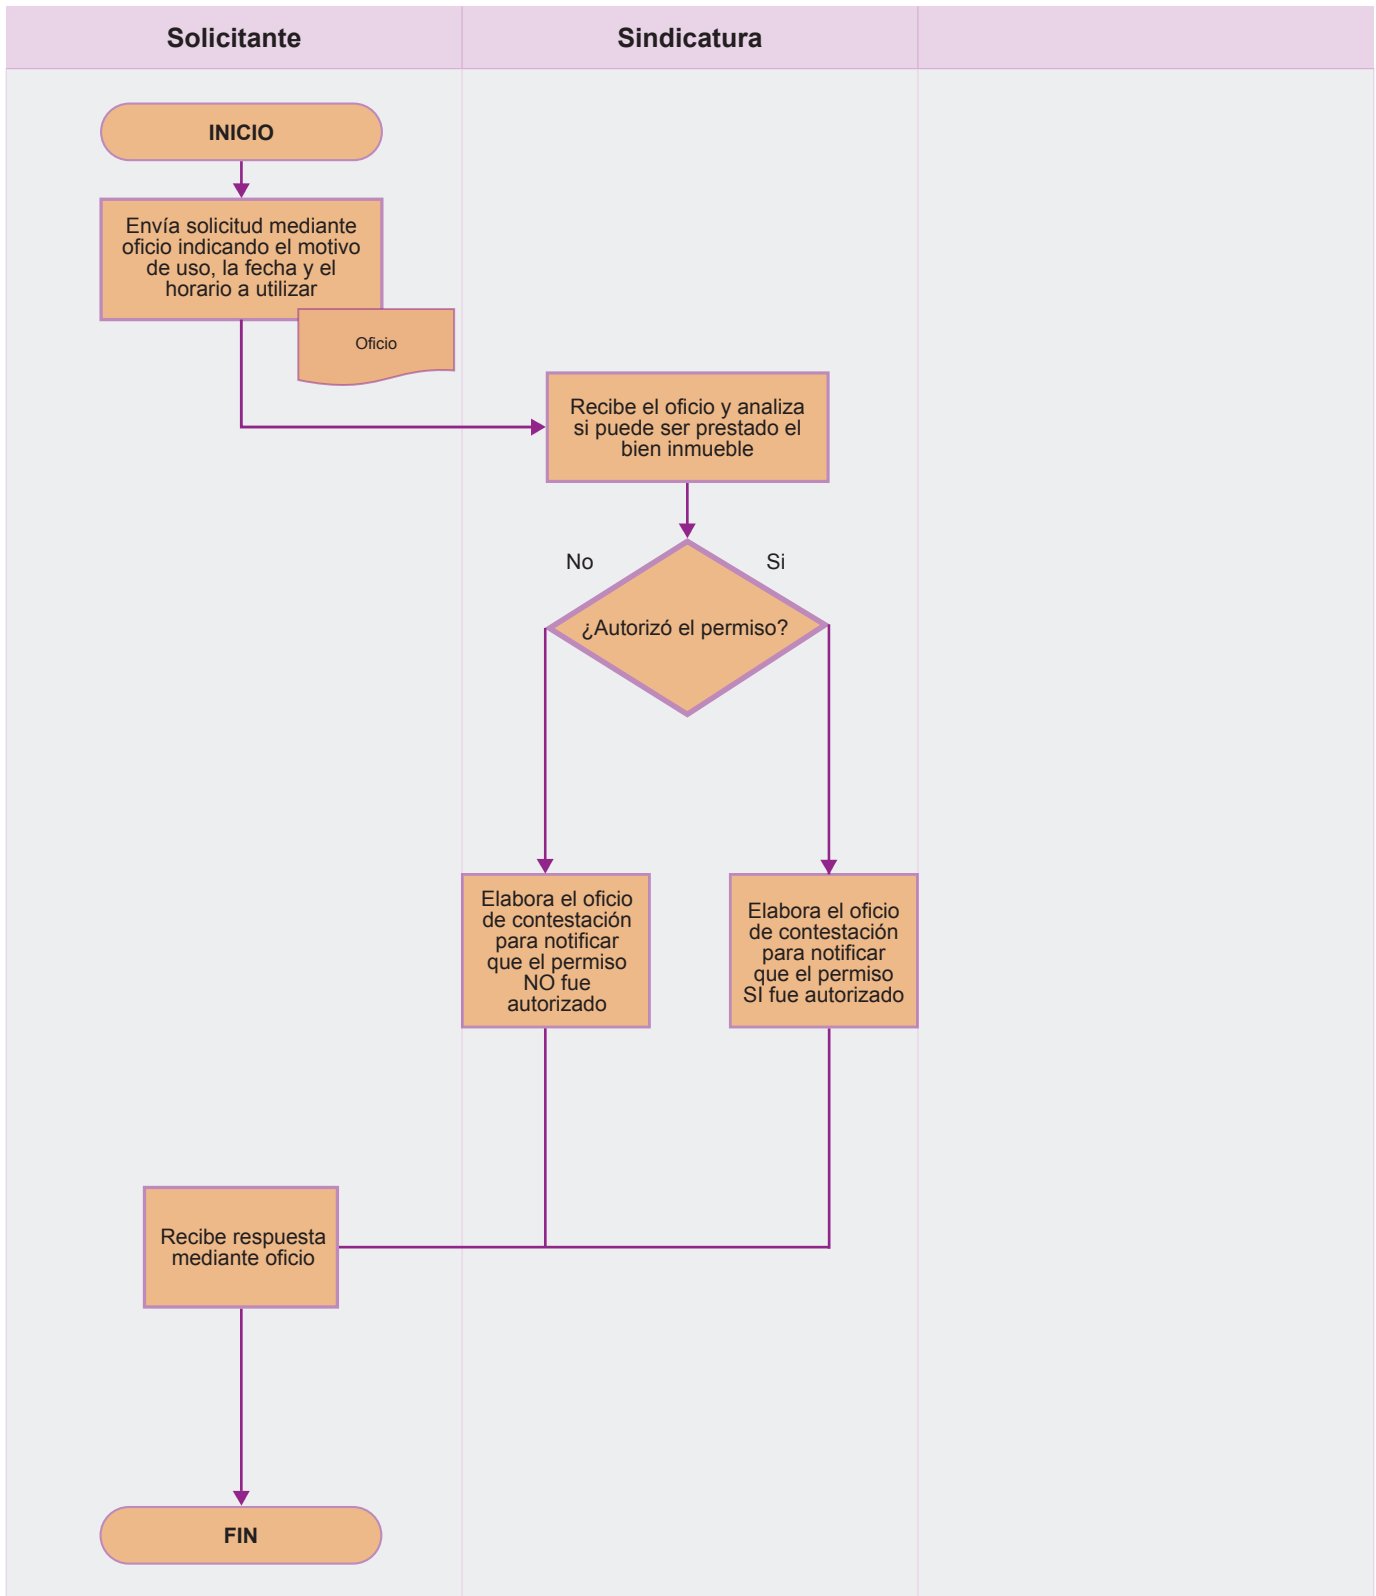 Solicitante
Sindicatura
INICIO
Envía solicitud mediante
oficio indicando el motivo
de uso, la fecha y el
horario a utilizar
Oficio
Recibe el oficio y analiza
si puede ser prestado el
bien inmueble
No
Si
¿Autorizó el permiso?
Elabora el oficio
de contestación
para notificar
que el permiso
NO fue
autorizado
Elabora el oficio
de contestación
para notificar
que el permiso
SI fue autorizado
Recibe respuesta
mediante oficio
FIN